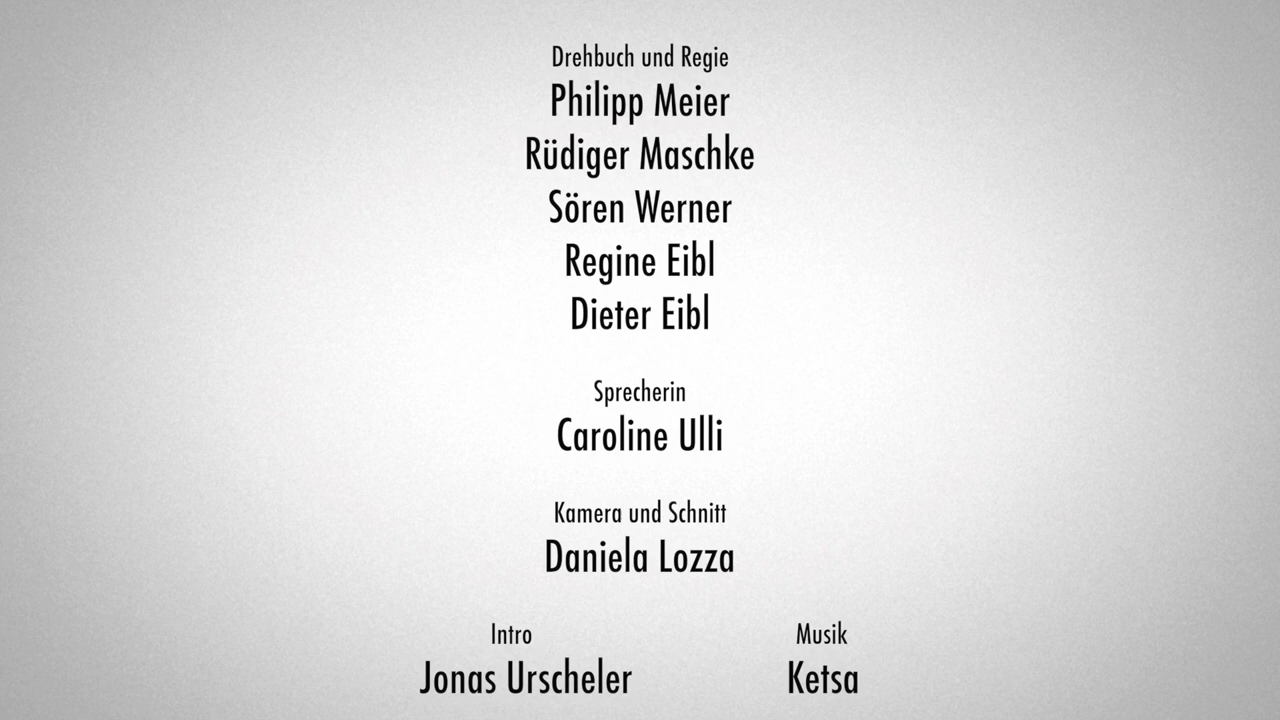 Drehbuch und Regie
Philipp Meier
Rüdiger Maschke
Sören Werner
Regine Eibl
Dieter Eibl
Sprecherin
Caroline Ulli
Kamera und Schnitt
Daniela Lozza
Intro
Jonas Urscheler
Musik
Ketsa